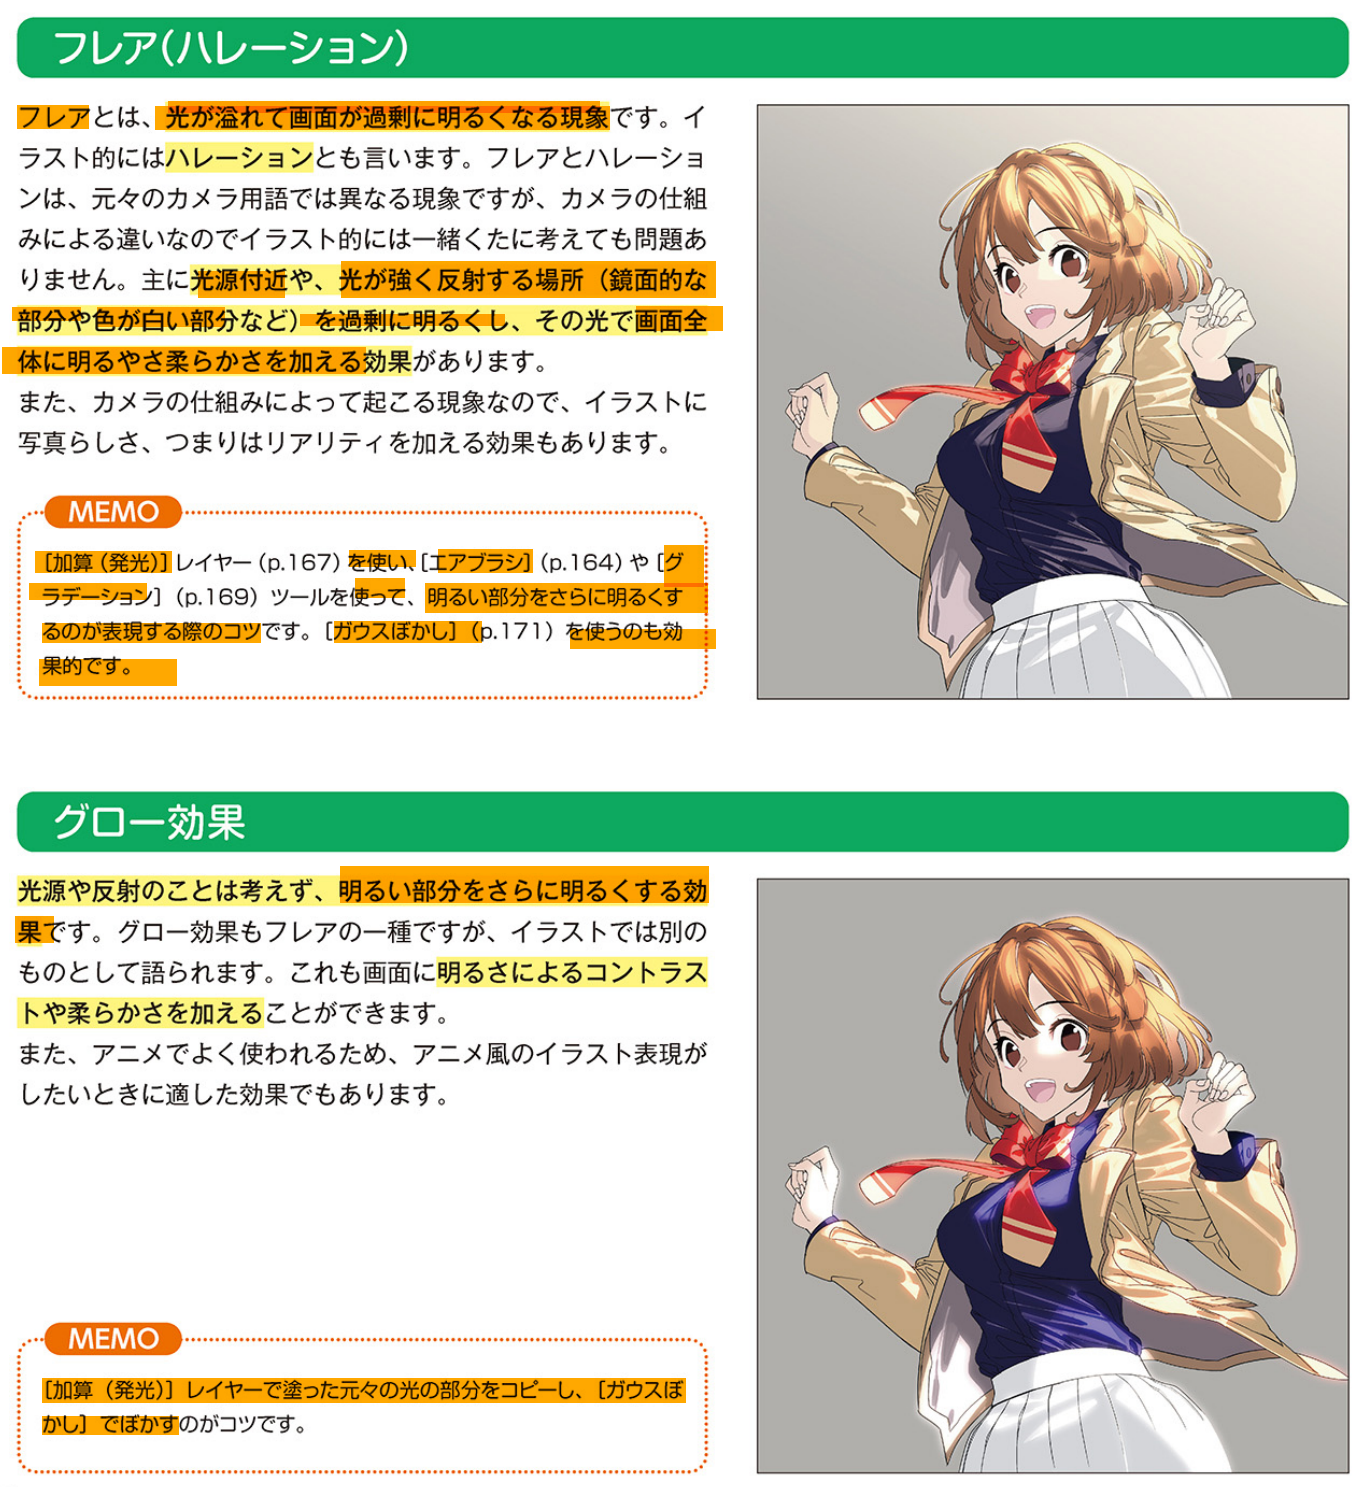 フレア(ハレーション)
フレアとは、光が溢れて画面が過剰に明るくなる現象です。イ
ラスト的にはハレーションとも言います。フレアとハレーショ
ンは、元々のカメラ用語では異なる現象ですが、カメラの仕組
みによる違いなのでイラスト的には一緒くたに考えても問題あ
りません。主に光源付近や、光が強く反射する場所（鏡面的な
部分や色が白い部分など）を過剰に明るくし、その光で画面全
体に明るやさ柔らかさを加える効果があります。
また、カメラの仕組みによって起こる現象なので、イラストに
写真らしさ、つまりはリアリティを加える効果もあります。
MEMO
［加算（発光）］レイヤー（p.167）を使い、［エアブラシ］（p.164）や［グ
ラデーション］（p.169）ツールを使って、明るい部分をさらに明るくす
るのが表現する際のコツです。［ガウスぼかし］（p.171）を使うのも効
果的です。
グロー効果
光源や反射のことは考えず、明るい部分をさらに明るくする効
果です。グロー効果もフレアの一種ですが、イラストでは別の
ものとして語られます。これも画面に明るさによるコントラス
トや柔らかさを加えることができます。
また、アニメでよく使われるため、アニメ風のイラスト表現が
したいときに適した効果でもあります。
MEMO
［加算（発光）］レイヤーで塗った元々の光の部分をコピーし、［ガウスぼ
かし］でぼかすのがコツです。